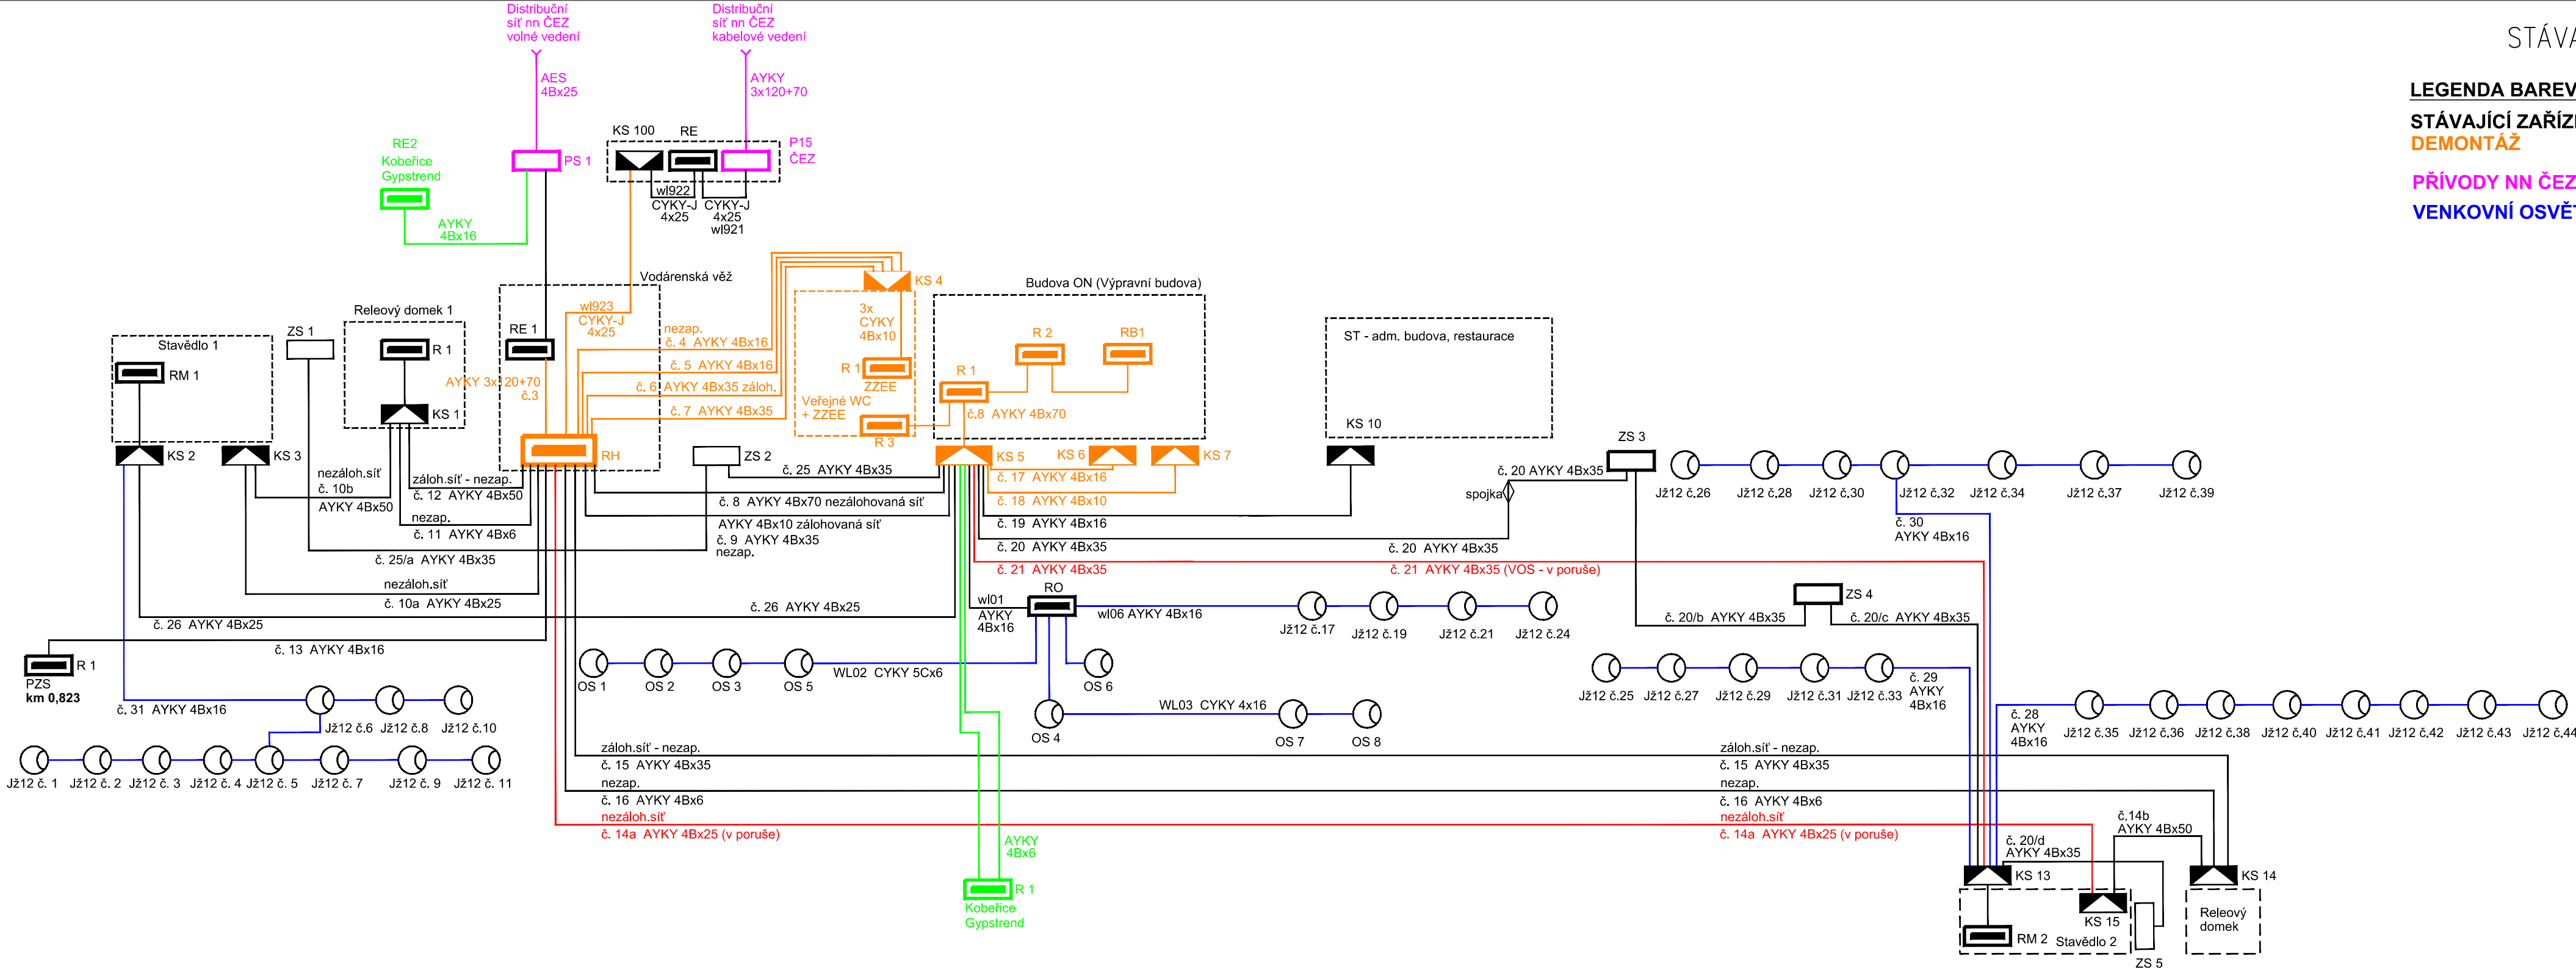 Distribuční
síť nn ČEZ
volné vedení
Distribuční
síť nn ČEZ
kabelové vedení
STÁVA
AES
4Bx25
AYKY
3x120+70
LEGENDA BAREV
STÁVAJÍCÍ ZAŘÍZE
DEMONTÁŽ
PŘÍVODY NN ČEZ
VENKOVNÍ OSVĚT
RE2
Kobeřice
Gypstrend
PS 1
KS 100
RE
P15
ČEZ
wl922
CYKY-J
4x25
CYKY-J
4x25
wl921
AYKY
4Bx16
Vodárenská věž
wl923
CYKY-J
4x25
RE 1
AYKY 3x120+70
č.3
RH
nezap.
č. 4 AYKY 4Bx16
č. 5 AYKY 4Bx16
č. 6 AYKY 4Bx35 záloh.
č. 7 AYKY 4Bx35
KS 4
3x
CYKY
4Bx10
R 1
ZZEE
Veřejné WC
+ ZZEE
R 3
Budova ON (Výpravní budova)
R 2
RB1
R 1
č.8 AYKY 4Bx70
KS 5
KS 6
KS 7
č. 17 AYKY 4Bx16
č. 18 AYKY 4Bx10
ST - adm. budova, restaurace
KS 10
Stavědlo 1
RM 1
KS 2
KS 3
ZS 1
Releový domek 1
R 1
KS 1
nezáloh.síť
č. 10b
AYKY 4Bx50
záloh.síť - nezap.
č. 12 AYKY 4Bx50
nezap.
č. 11 AYKY 4Bx6
č. 25/a AYKY 4Bx35
nezáloh.síť
č. 10a AYKY 4Bx25
č. 26 AYKY 4Bx25
č. 13 AYKY 4Bx16
R 1
PZS
km 0,823
ZS 2
č. 25 AYKY 4Bx35
č. 8 AYKY 4Bx70 nezálohovaná síť
AYKY 4Bx10 zálohovaná síť
č. 9 AYKY 4Bx35
nezap.
č. 26 AYKY 4Bx25
č. 19 AYKY 4Bx16
č. 20 AYKY 4Bx35
č. 20 AYKY 4Bx35
č. 21 AYKY 4Bx35
č. 21 AYKY 4Bx35 (VOS - v poruše)
spojka
č. 20 AYKY 4Bx35
ZS 3
Jž12 č.26
Jž12 č.28
Jž12 č.30
Jž12 č.32
Jž12 č.34
Jž12 č.37
Jž12 č.39
č. 30
AYKY 4Bx16
ZS 4
č. 20/b AYKY 4Bx35
č. 20/c AYKY 4Bx35
wl01
AYKY
4Bx16
RO
wl06 AYKY 4Bx16
Jž12 č.17
Jž12 č.19
Jž12 č.21
Jž12 č.24
OS 1
OS 2
OS 3
OS 5
WL02 CYKY 5Cx6
OS 6
OS 4
WL03 CYKY 4x16
OS 7
OS 8
Jž12 č.25
Jž12 č.27
Jž12 č.29
Jž12 č.31
Jž12 č.33
č. 29
AYKY
4Bx16
č. 28
AYKY
4Bx16
Jž12 č.35
Jž12 č.36
Jž12 č.38
Jž12 č.40
Jž12 č.41
Jž12 č.42
Jž12 č.43
Jž12 č.44
č. 31 AYKY 4Bx16
Jž12 č.6
Jž12 č.8
Jž12 č.10
Jž12 č. 1
Jž12 č. 2
Jž12 č. 3
Jž12 č. 4
Jž12 č. 5
Jž12 č. 7
Jž12 č. 9
Jž12 č. 11
záloh.síť - nezap.
č. 15 AYKY 4Bx35
nezap.
č. 16 AYKY 4Bx6
nezáloh.síť
č. 14a AYKY 4Bx25 (v poruše)
záloh.síť - nezap.
č. 15 AYKY 4Bx35
nezap.
č. 16 AYKY 4Bx6
nezáloh.síť
č. 14a AYKY 4Bx25 (v poruše)
AYKY
4Bx6
R 1
Kobeřice
Gypstrend
č.14b
AYKY 4Bx50
č. 20/d
AYKY 4Bx35
KS 13
KS 14
KS 15
RM 2
Stavědlo 2
ZS 5
Releový
domek